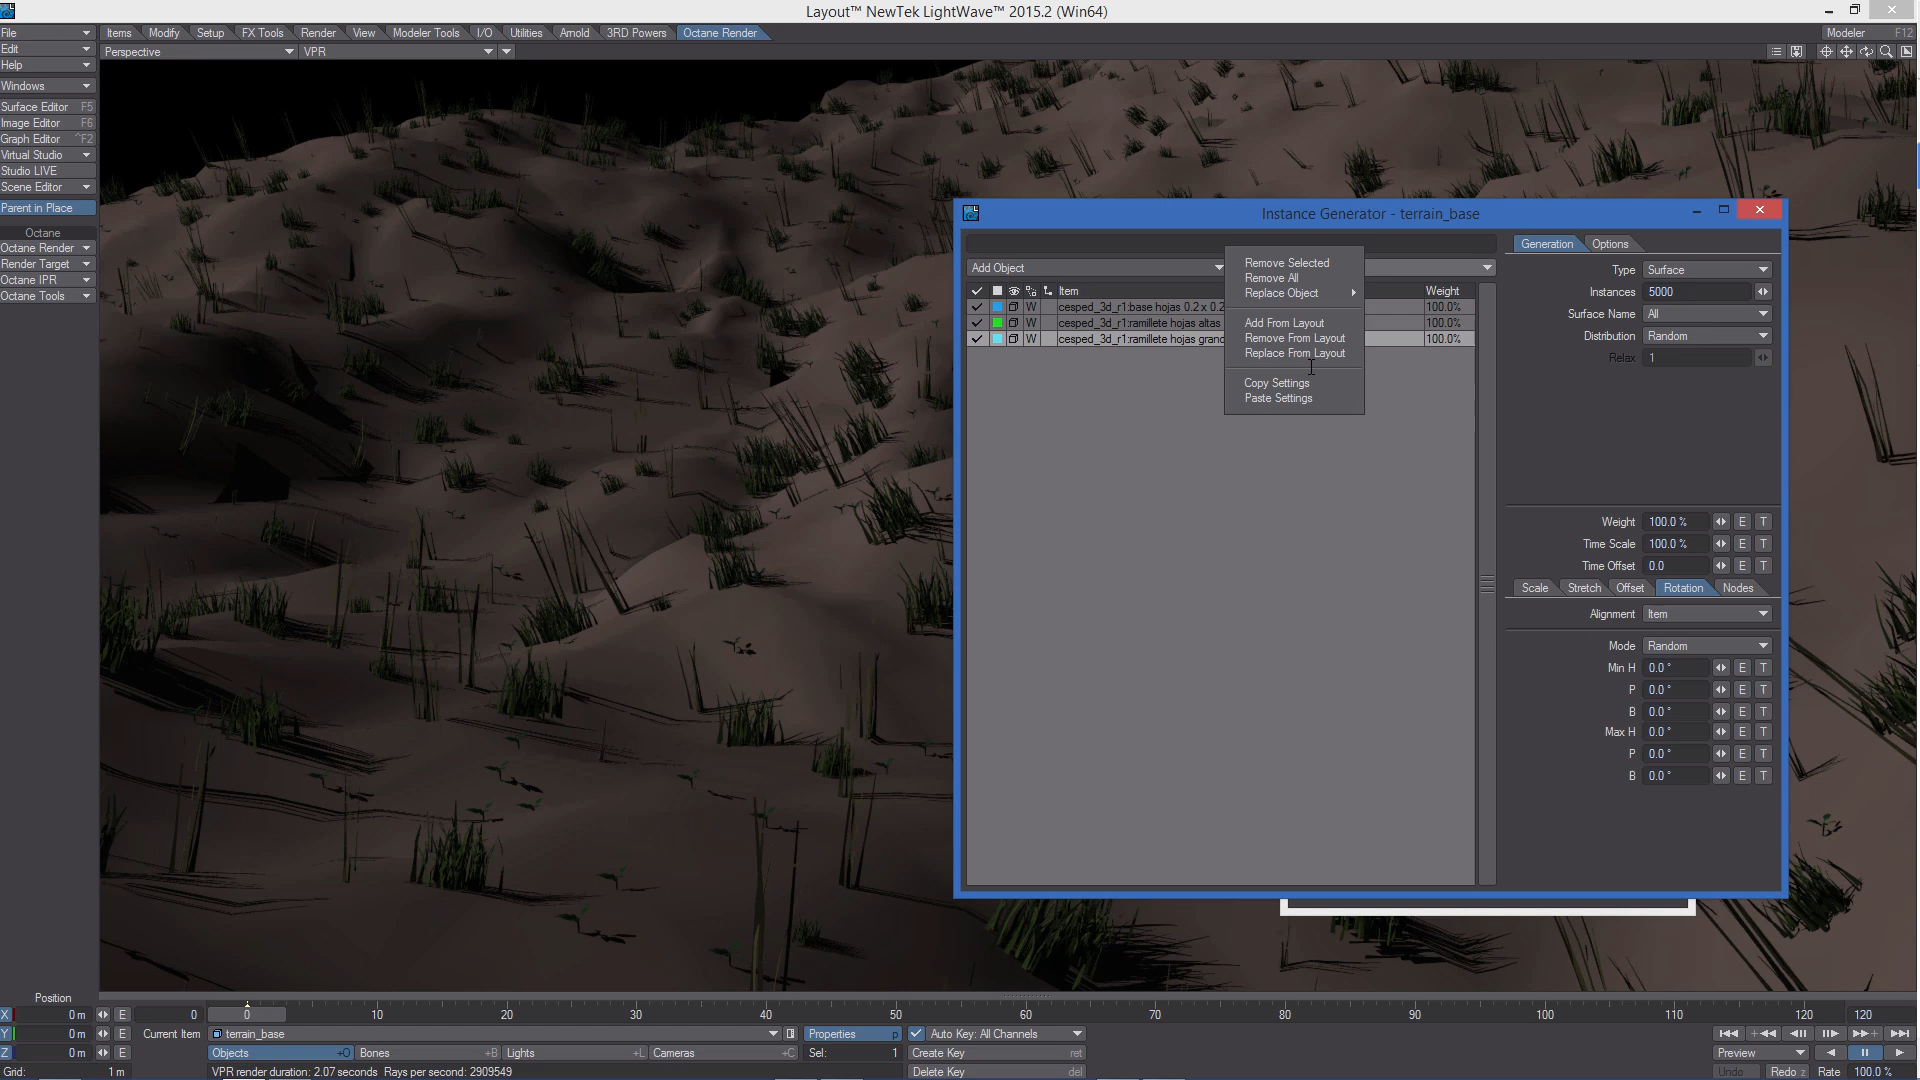 Layout™ NewTek LightWave™ 2015.2 (Win64)
File Items Modify Setup FX Tools Render View Modeler Tools I/O Utilities Arnold 3RD Powers Octane Render Modeler F12
Edit Perspective VPR
Help
Windows
Surface Editor F5
Image Editor F6
Graph Editor ^F2
Virtual Studio
Studio LIVE
Scene Editor
Parent in Place
Octane
Octane Render
Render Target
Octane IPR
Octane Tools
Instance Generator - terrain_base
Add Object
Item Weight
cesped_3d_r1:base hojas 0.2 x 0.2 100.0%
cesped_3d_r1:ramillete hojas altas 100.0%
cesped_3d_r1:ramillete hojas grand 100.0%
W
W
W
Remove Selected
Remove All
Replace Object
Add From Layout
Remove From Layout
Replace From Layout
Copy Settings
Paste Settings
Generation Options
Type Surface
Instances 5000
Surface Name All
Distribution Random
Relax 1
Weight 100.0 % E T
Time Scale 100.0 % E T
Time Offset 0.0 E T
Scale Stretch Offset Rotation Nodes
Alignment Item
Mode Random
Min H 0.0 ° E T
P 0.0 ° E T
B 0.0 ° E T
Max H 0.0 ° E T
P 0.0 ° E T
B 0.0 ° E T
Position
X 0 m E 0 0 10 20 30 40 50 60 70 80 90 100 110 120 120
Y 0 m E Current Item terrain_base Properties p Auto Key: All Channels
Z 0 m E Objects +O Bones +B Lights +L Cameras +C Sel: 1 Create Key ret Preview
Grid: 1 m VPR render duration: 2.07 seconds Rays per second: 2909549 Delete Key del Undo Redo z Rate 100.0 %